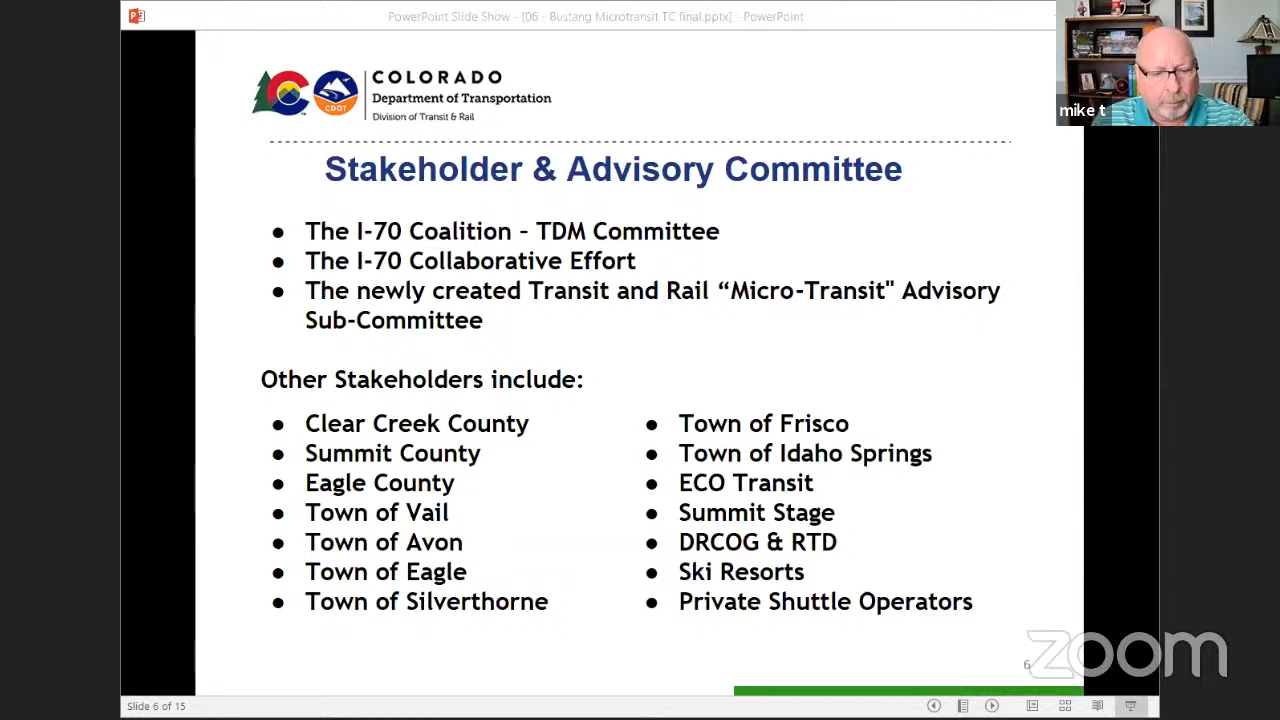 PowerPoint Slide Show - [06 - Bustang Microtransit TC final.pptx] - PowerPoint
mike t
COLORADO
Department of Transportation
Division of Transit & Rail
CDOT
TM
Stakeholder & Advisory Committee
● The I-70 Coalition – TDM Committee
● The I-70 Collaborative Effort
● The newly created Transit and Rail “Micro-Transit" Advisory
Sub-Committee
Other Stakeholders include:
● Clear Creek County
● Summit County
● Eagle County
● Town of Vail
● Town of Avon
● Town of Eagle
● Town of Silverthorne
● Town of Frisco
● Town of Idaho Springs
● ECO Transit
● Summit Stage
● DRCOG & RTD
● Ski Resorts
● Private Shuttle Operators
6
zoom
Slide 6 of 15